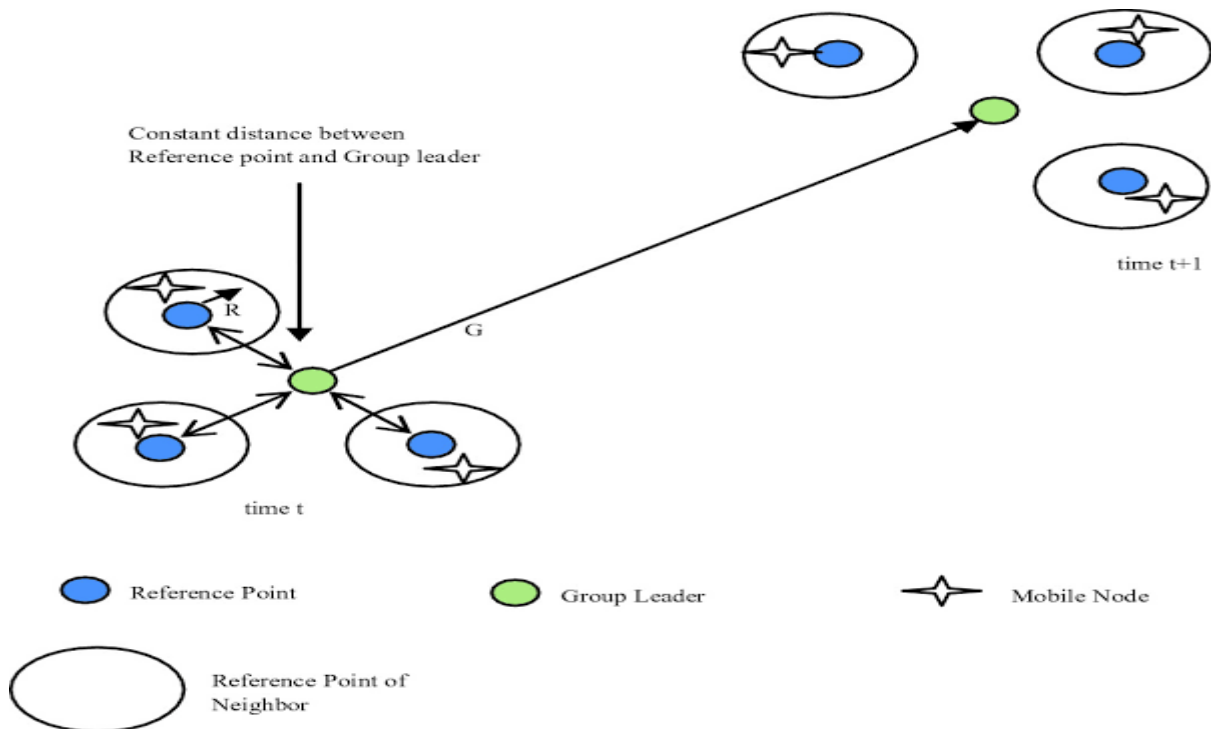 Constant distance between
Reference point and Group leader
time t+1
R
G
time t
Reference Point
Group Leader
Mobile Node
Reference Point of
Neighbor